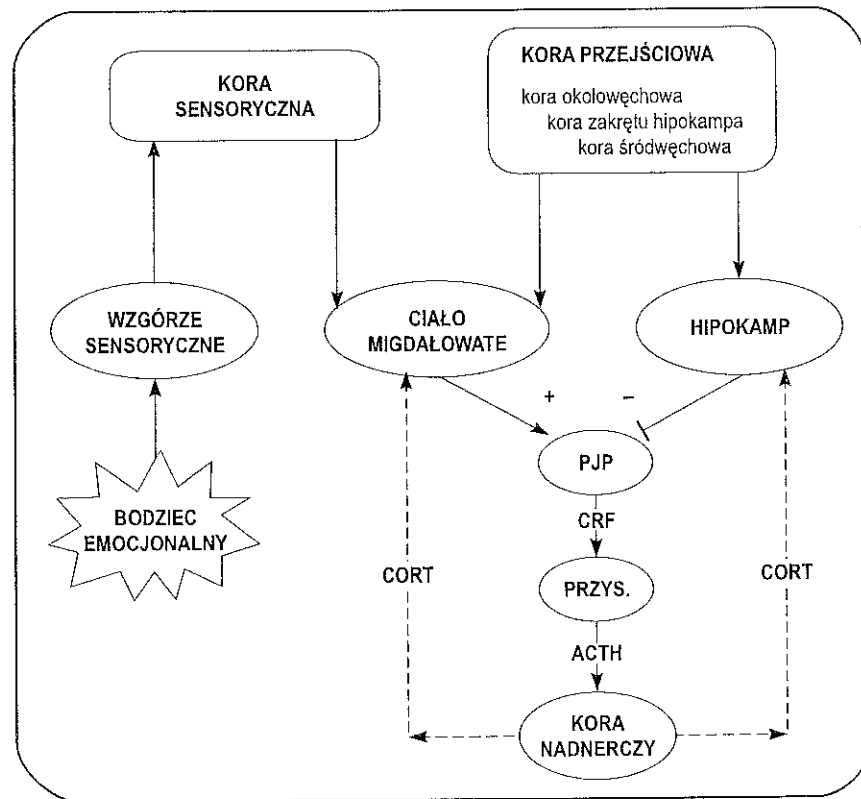 KORA
SENSORYCZNA
KORA PRZEJŚCIOWA
kora okołowęchowa
kora zakrętu hipokampa
kora śródwęchowa
WZGÓRZE
SENSORYCZNE
CIAŁO
MIGDAŁOWATE
HIPOKAMP
+ –
PJP
BODZIEC
EMOCJONALNY
CRF
CORT
PRZYS.
CORT
ACTH
KORA
NADNERCZY